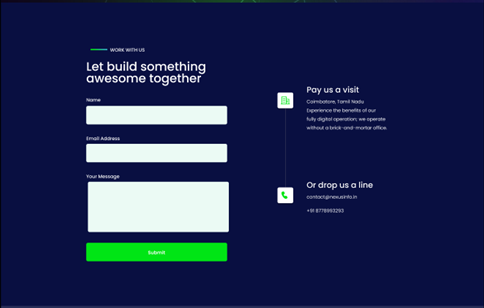 WORK WITH US
Let build something
awesome together
Name
Email Address
Your Message
Submit
Pay us a visit
Coimbatore, Tamil Nadu
Experience the benefits of our
fully digital operation; we operate
without a brick-and-mortar office.
Or drop us a line
contact@nexusinfo.in
+91 8778993293